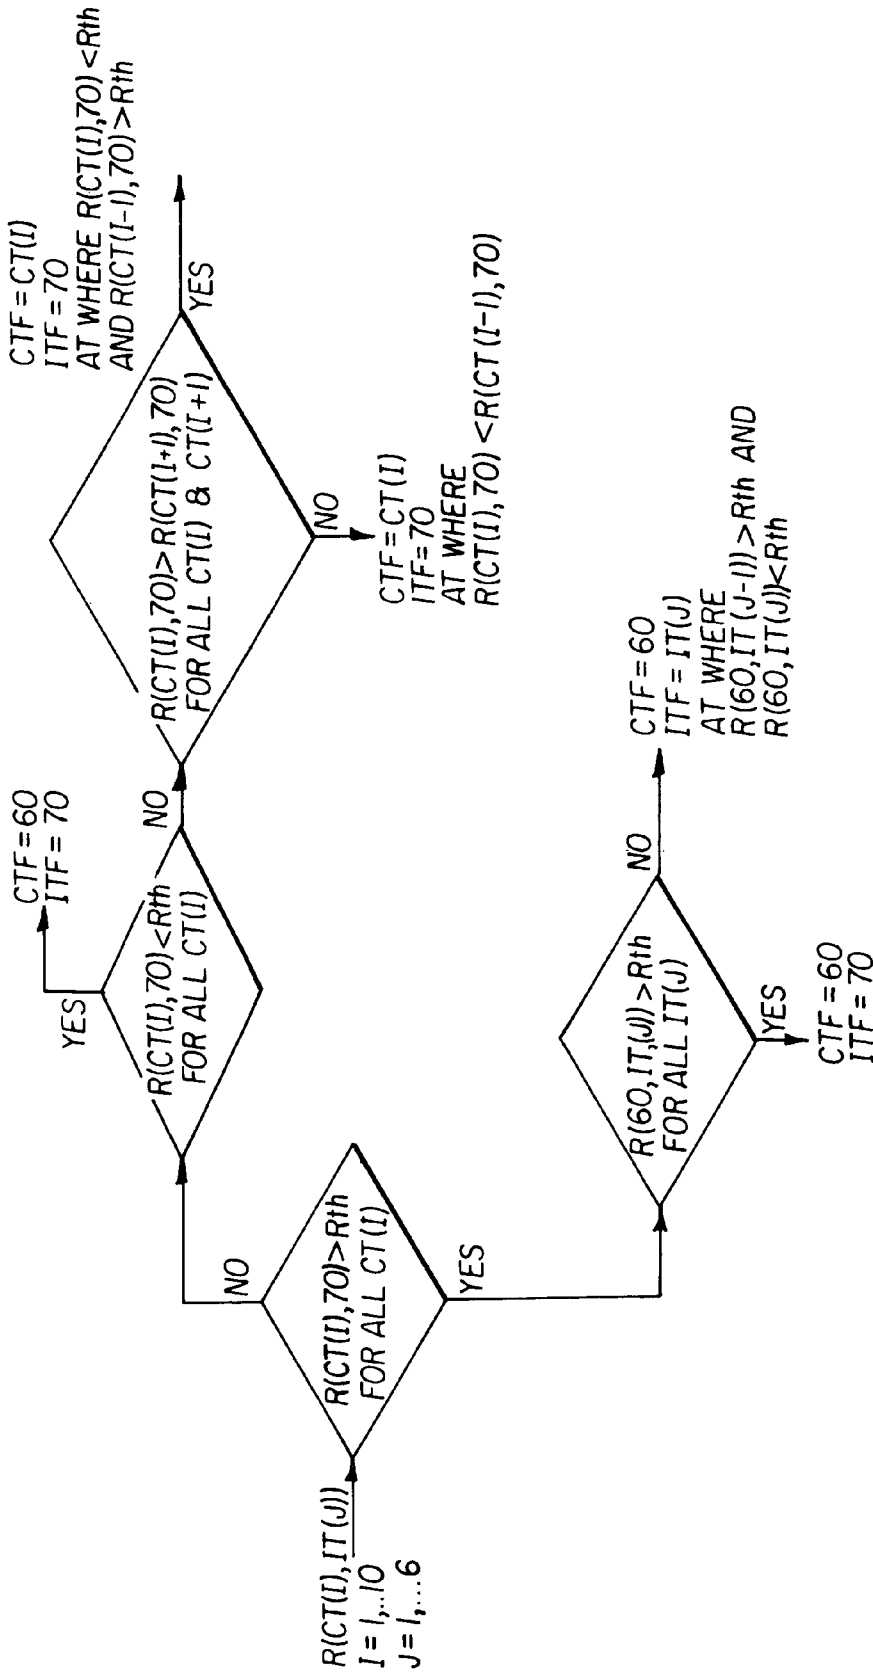 R(CT(I),IT(J))
I=1,..10
J=1,...6
R(CT(I),70)>Rth
FOR ALL CT(I)
NO
YES
R(CT(I),70)<Rth
FOR ALL CT(I)
YES
CTF=60
ITF=70
NO
R(CT(I),70)>R(CT(I+1),70)
FOR ALL CT(I) & CT(I+1)
YES
CTF=CT(I)
ITF=70
AT WHERE R(CT(I),70)<Rth
AND R(CT(I-1),70)>Rth
NO
CTF=CT(I)
ITF=70
AT WHERE
R(CT(I),70)<R(CT(I-1),70)
R(60,IT,(J))>Rth
FOR ALL IT(J)
NO
CTF=60
ITF=IT(J)
AT WHERE
R(60,IT(J-1))>Rth AND
R(60,IT(J))<Rth
YES
CTF=60
ITF=70